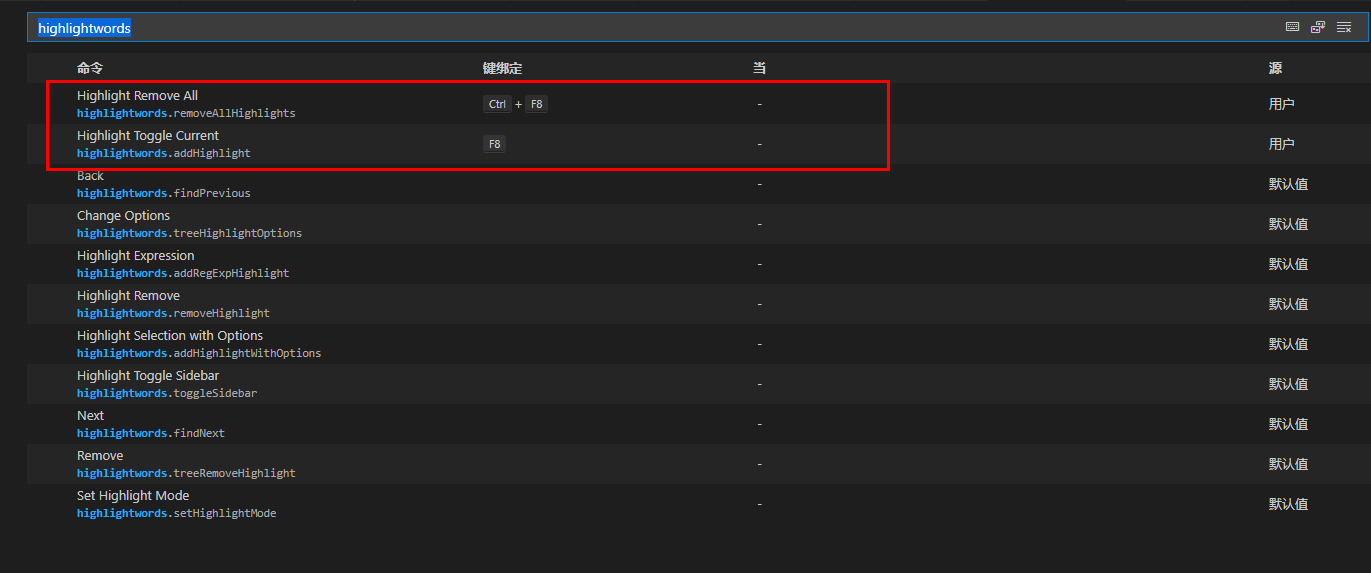 highlightwords
命令 键绑定 当 源
Highlight Remove All
highlightwords.removeAllHighlights
Ctrl + F8 - 用户
Highlight Toggle Current
highlightwords.addHighlight
F8 - 用户
Back
highlightwords.findPrevious
- 默认值
Change Options
highlightwords.treeHighlightOptions
- 默认值
Highlight Expression
highlightwords.addRegExpHighlight
- 默认值
Highlight Remove
highlightwords.removeHighlight
- 默认值
Highlight Selection with Options
highlightwords.addHighlightWithOptions
- 默认值
Highlight Toggle Sidebar
highlightwords.toggleSidebar
- 默认值
Next
highlightwords.findNext
- 默认值
Remove
highlightwords.treeRemoveHighlight
- 默认值
Set Highlight Mode
highlightwords.setHighlightMode
- 默认值